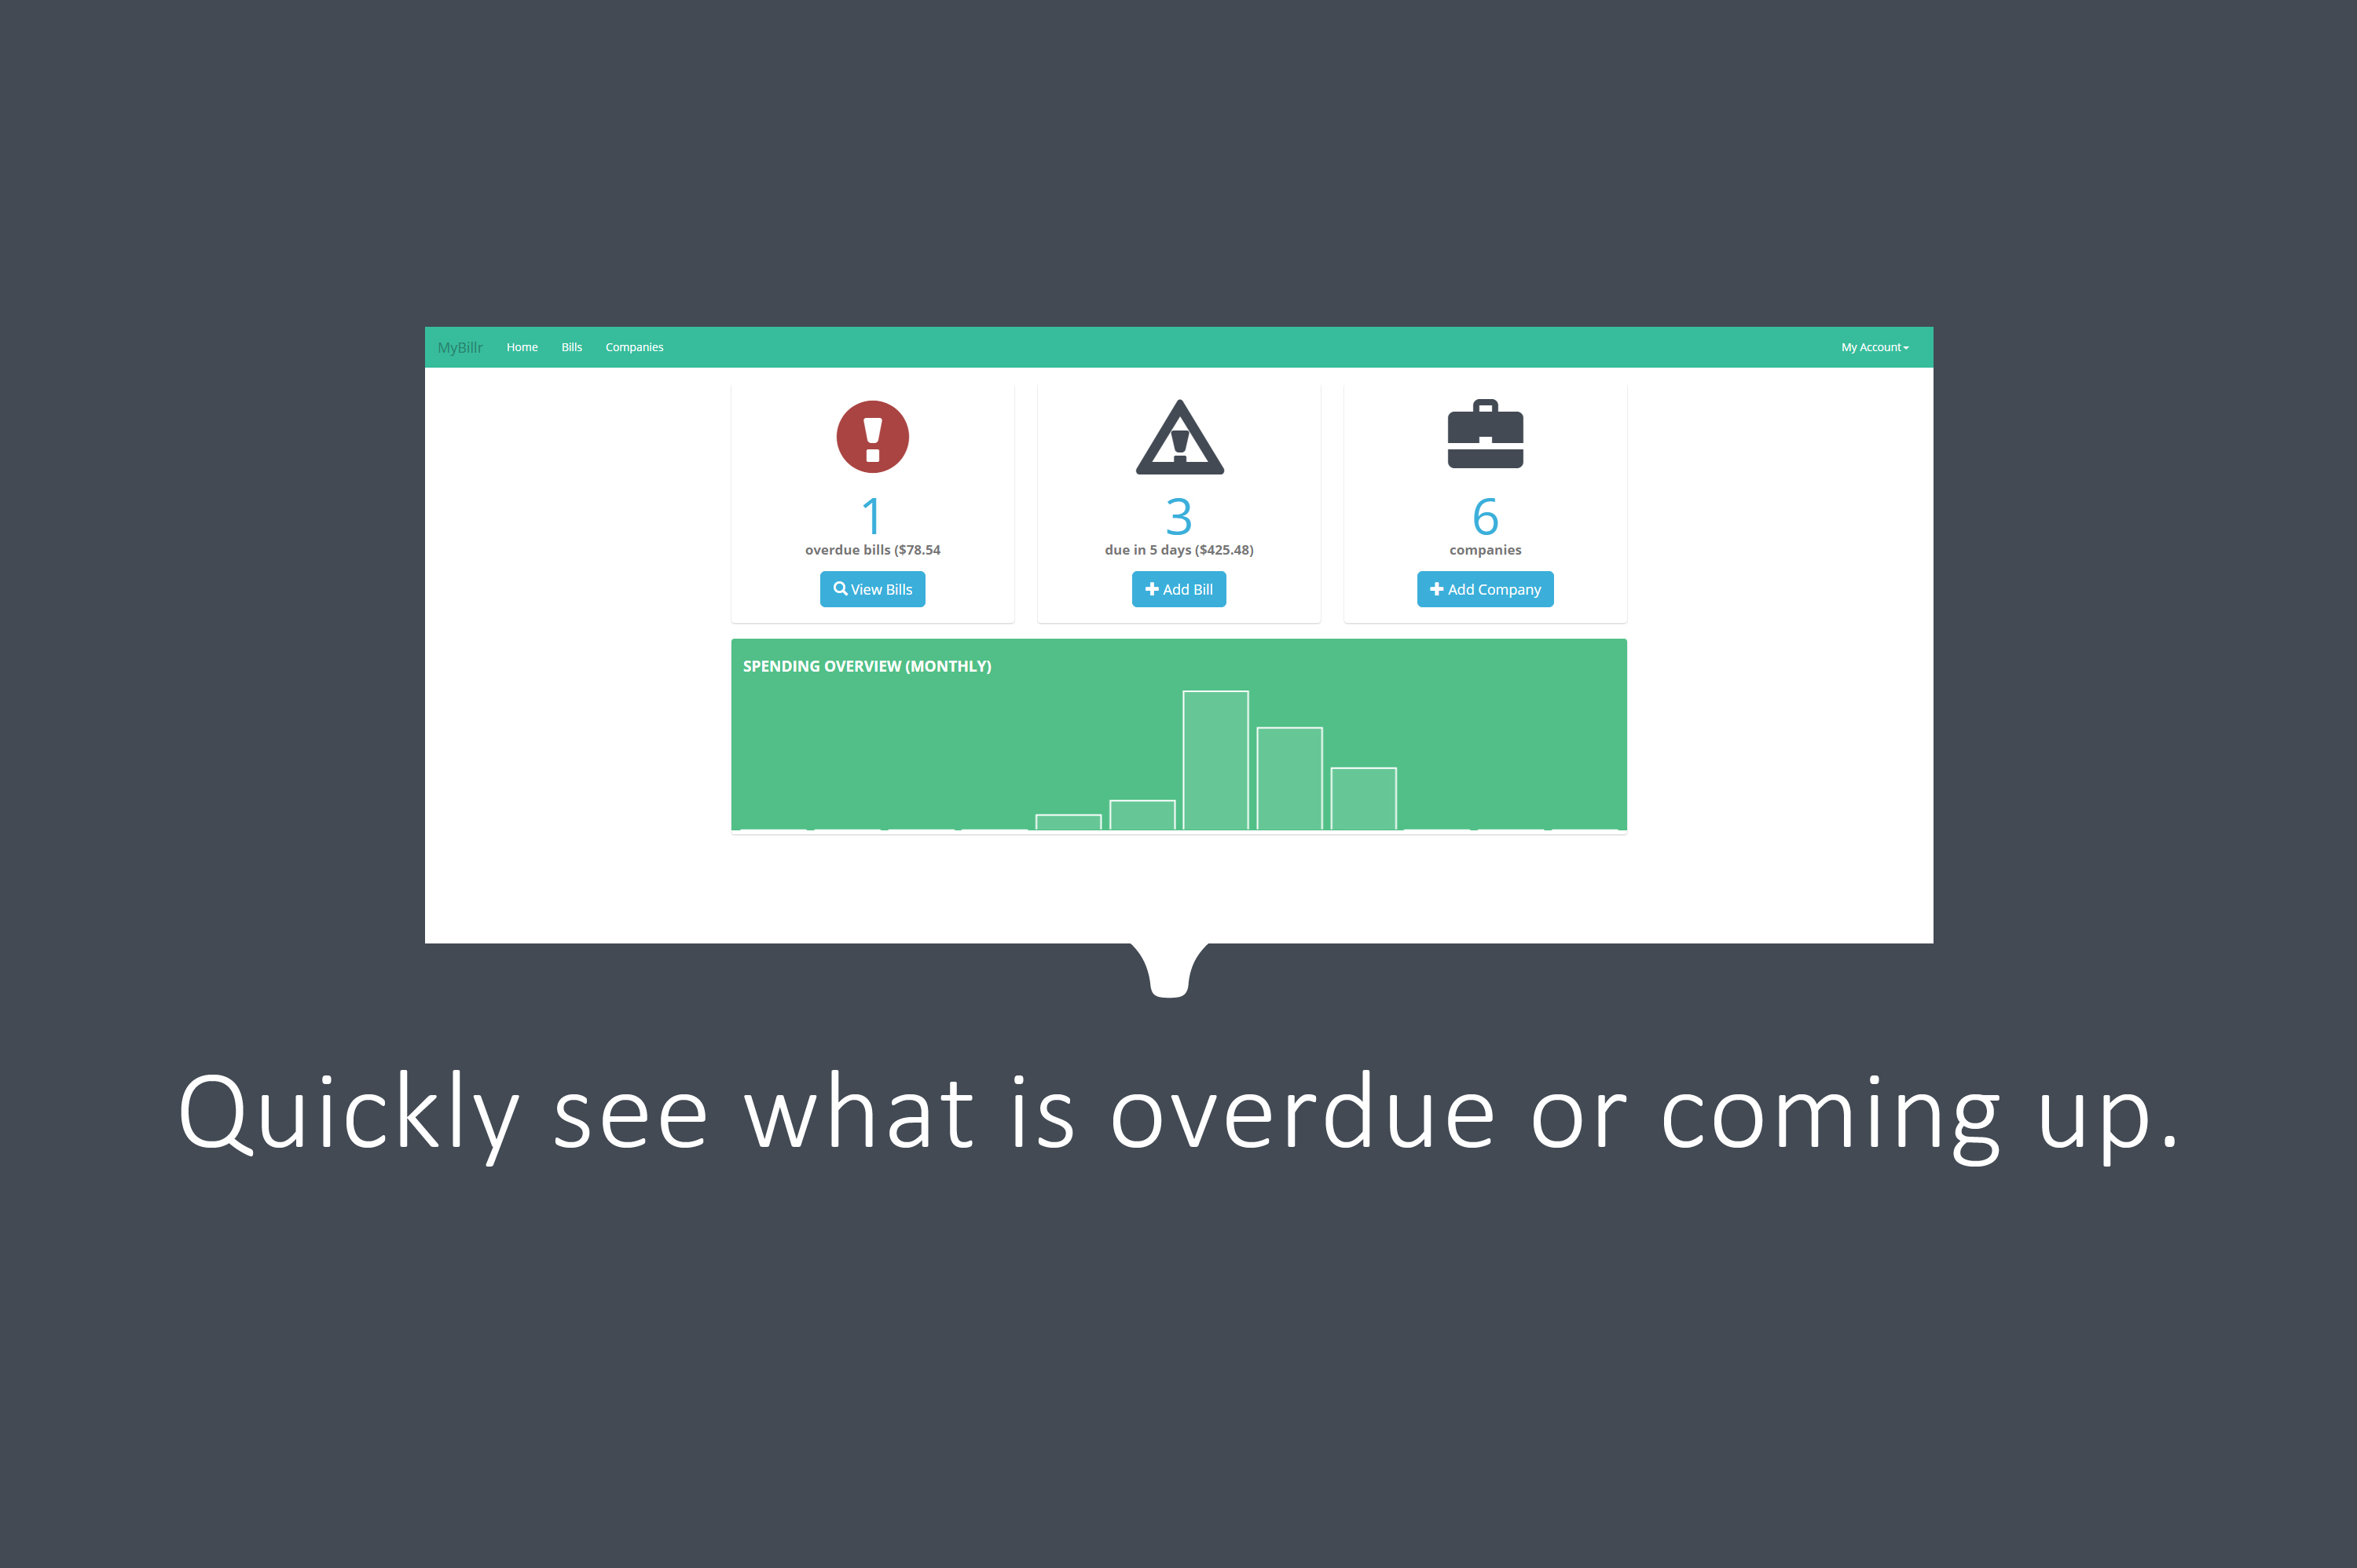 MyBillr Home Bills Companies My Account
1 3 6
overdue bills ($78.54 due in 5 days ($425.48) companies
View Bills Add Bill Add Company
SPENDING OVERVIEW (MONTHLY)
Quickly see what is overdue or coming up.